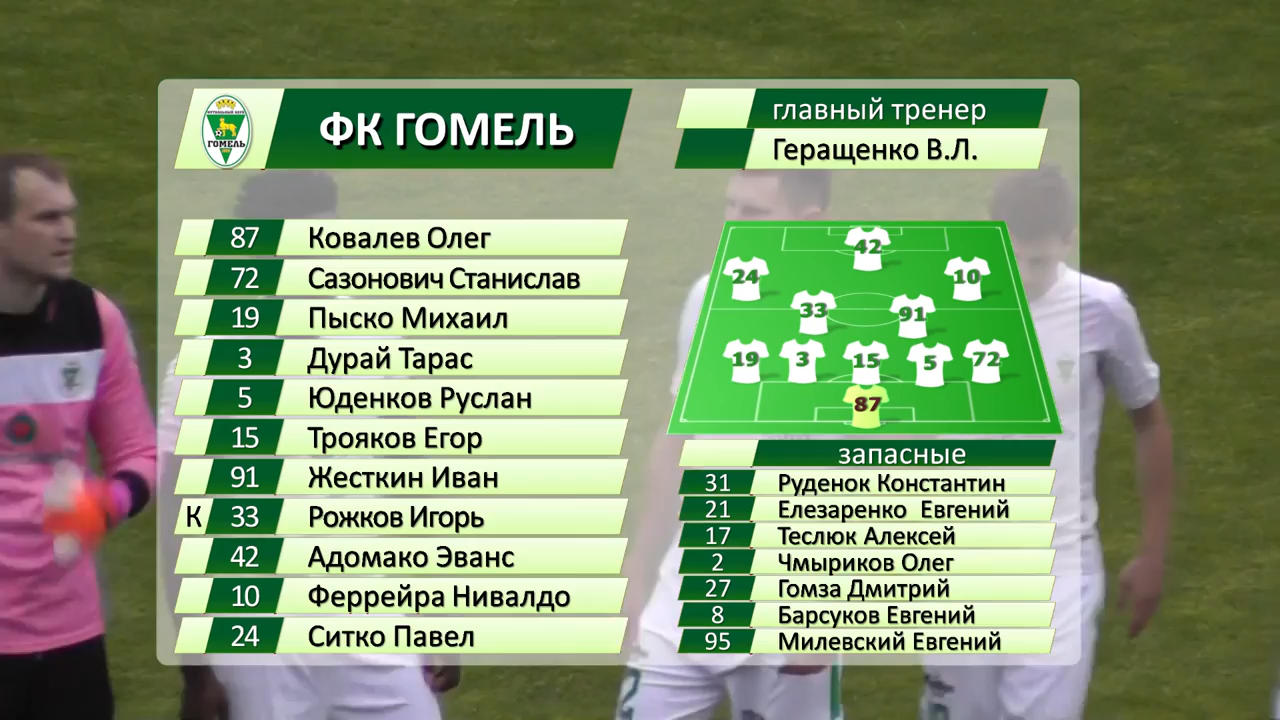 ФК ГОМЕЛЬ
ГОМЕЛЬ
главный тренер
Геращенко В.Л.
87 Ковалев Олег
72 Сазонович Станислав
19 Пыско Михаил
3 Дурай Тарас
5 Юденков Руслан
15 Трояков Егор
91 Жесткин Иван
К 33 Рожков Игорь
42 Адомако Эванс
10 Феррейра Нивалдо
24 Ситко Павел
42
24 10
33 91
19 3 15 5 72
87
запасные
31 Руденок Константин
21 Елезаренко Евгений
17 Теслюк Алексей
2 Чмыриков Олег
27 Гомза Дмитрий
8 Барсуков Евгений
95 Милевский Евгений